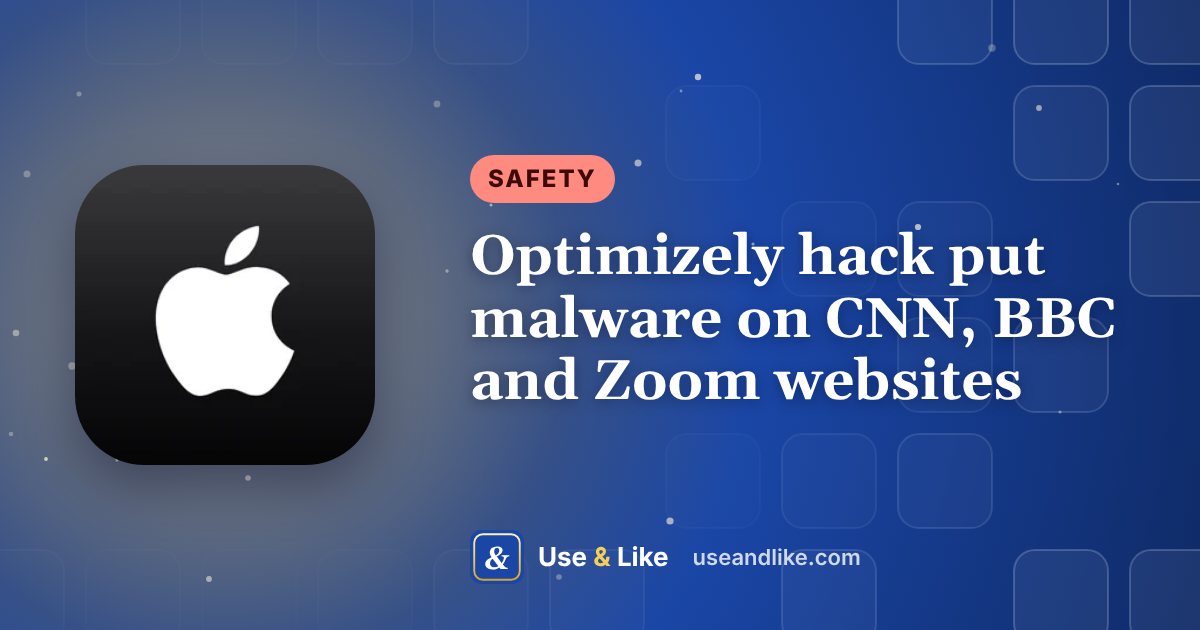 SAFETY
Optimizely hack put
malware on CNN, BBC
and Zoom websites
& Use & Like useandlike.com